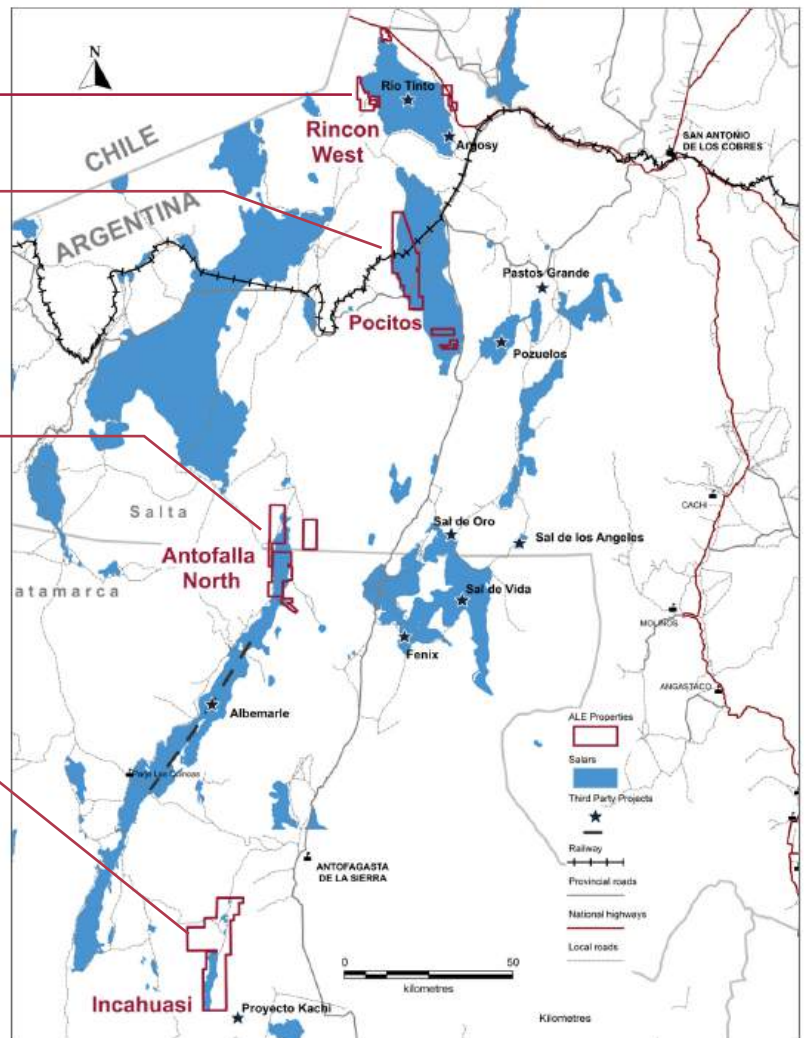 N
CHILE
ARGENTINA
Rio Tinto
Rincon
West
Argosy
SAN ANTONIO
DE LOS COBRES
Pastos Grande
Pocitos
Pozuelos
Salta
CACHI
Sal de Oro
Sal de los Angeles
Antofalla
North
atamarca
Sal de Vida
MOLINOS
Fenix
ANGASTACO
Albemarle
ALE Properties
Salars
Third Party Projects
Railway
Provincial roads
National highways
Local roads
ANTOFAGASTA
DE LA SIERRA
0 50
kilometres
Incahuasi
Proyecto Kachi
Kilometres